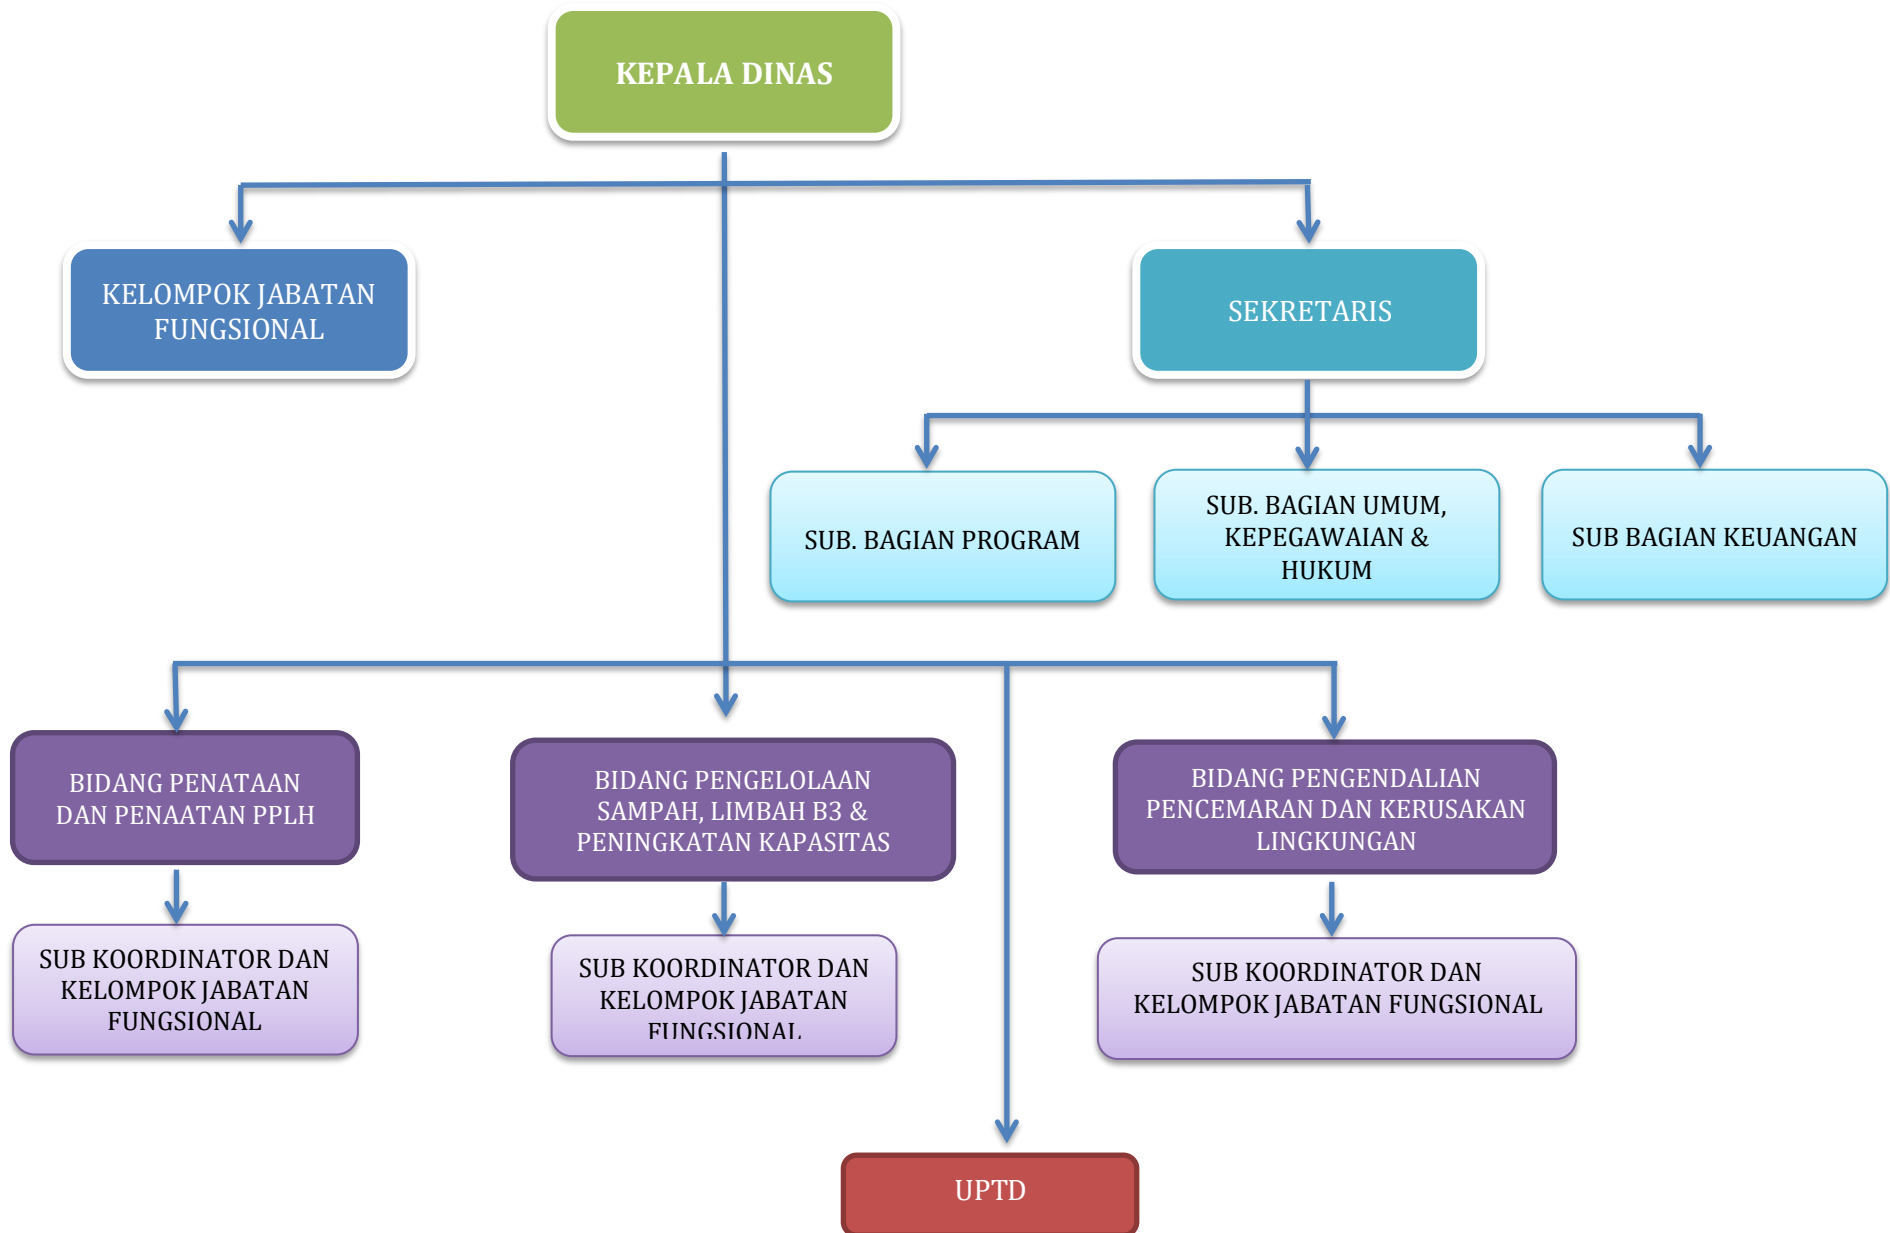 KEPALA DINAS
KELOMPOK JABATAN
FUNGSIONAL
SEKRETARIS
SUB. BAGIAN PROGRAM
SUB. BAGIAN UMUM,
KEPEGAWAIAN &
HUKUM
SUB BAGIAN KEUANGAN
BIDANG PENATAAN
DAN PENAATAN PPLH
BIDANG PENGELOLAAN
SAMPAH, LIMBAH B3 &
PENINGKATAN KAPASITAS
BIDANG PENGENDALIAN
PENCEMARAN DAN KERUSAKAN
LINGKUNGAN
SUB KOORDINATOR DAN
KELOMPOK JABATAN
FUNGSIONAL
SUB KOORDINATOR DAN
KELOMPOK JABATAN
FUNGSIONAL
SUB KOORDINATOR DAN
KELOMPOK JABATAN FUNGSIONAL
UPTD